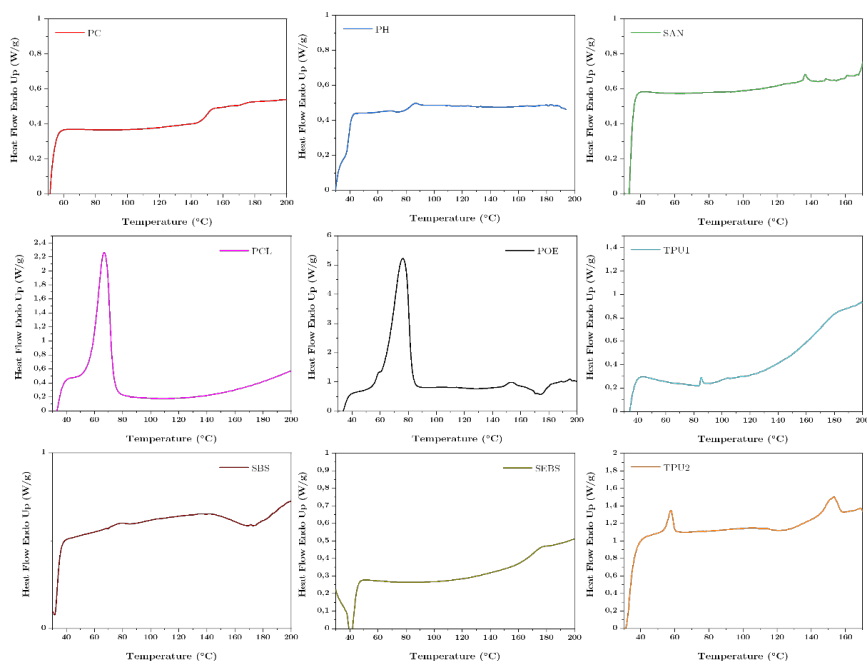 PC
Heat Flow Endo Up (W/g)
1
0,8
0,6
0,4
0,2
0
60 80 100 120 140 160 180 200
Temperature (°C)
PH
Heat Flow Endo Up (W/g)
1
0,8
0,6
0,4
0,2
0
40 60 80 100 120 140 160 180 200
Temperature (°C)
SAN
Heat Flow Endo Up (W/g)
1
0,8
0,6
0,4
0,2
0
40 60 80 100 120 140 160
Temperature (°C)
PCL
Heat Flow Endo Up (W/g)
2,4
2,2
2
1,8
1,6
1,4
1,2
1
0,8
0,6
0,4
0,2
0
40 60 80 100 120 140 160 180 200
Temperature (°C)
POE
Heat Flow Endo Up (W/g)
6
5
4
3
2
1
0
40 60 80 100 120 140 160 180 200
Temperature (°C)
TPU1
Heat Flow Endo Up (W/g)
1,4
1,2
1
0,8
0,6
0,4
0,2
0
40 60 80 100 120 140 160 180 200
Temperature (°C)
SBS
Heat Flow Endo Up (W/g)
1
0,5
0
40 60 80 100 120 140 160 180 200
Temperature (°C)
SEBS
Heat Flow Endo Up (W/g)
1
0,9
0,8
0,7
0,6
0,5
0,4
0,3
0,2
0,1
0
40 60 80 100 120 140 160 180 200
Temperature (°C)
TPU2
Heat Flow Endo Up (W/g)
2
1,8
1,6
1,4
1,2
1
0,8
0,6
0,4
0,2
0
40 60 80 100 120 140 160
Temperature (°C)